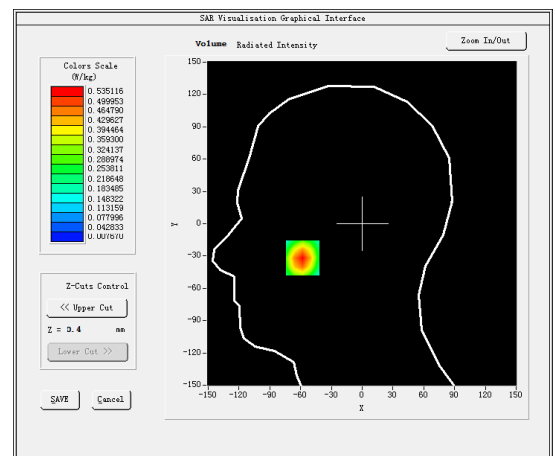 SAR Visualisation Graphical Interface
Volume Radiated Intensity
Zoom In/Out
Colors Scale
(W/kg)
0.535116
0.499953
0.464790
0.429627
0.394464
0.359300
0.324137
0.288974
0.253811
0.218648
0.183485
0.148322
0.113159
0.077996
0.042833
0.007670
Z-Cuts Control
<< Upper Cut
Z = 0.4 mm
Lower Cut >>
SAVE Cancel
150
120
90
60
30
0
-30
-60
-90
-120
-150
Y
-150 -120 -90 -60 -30 0 30 60 90 120 150
X